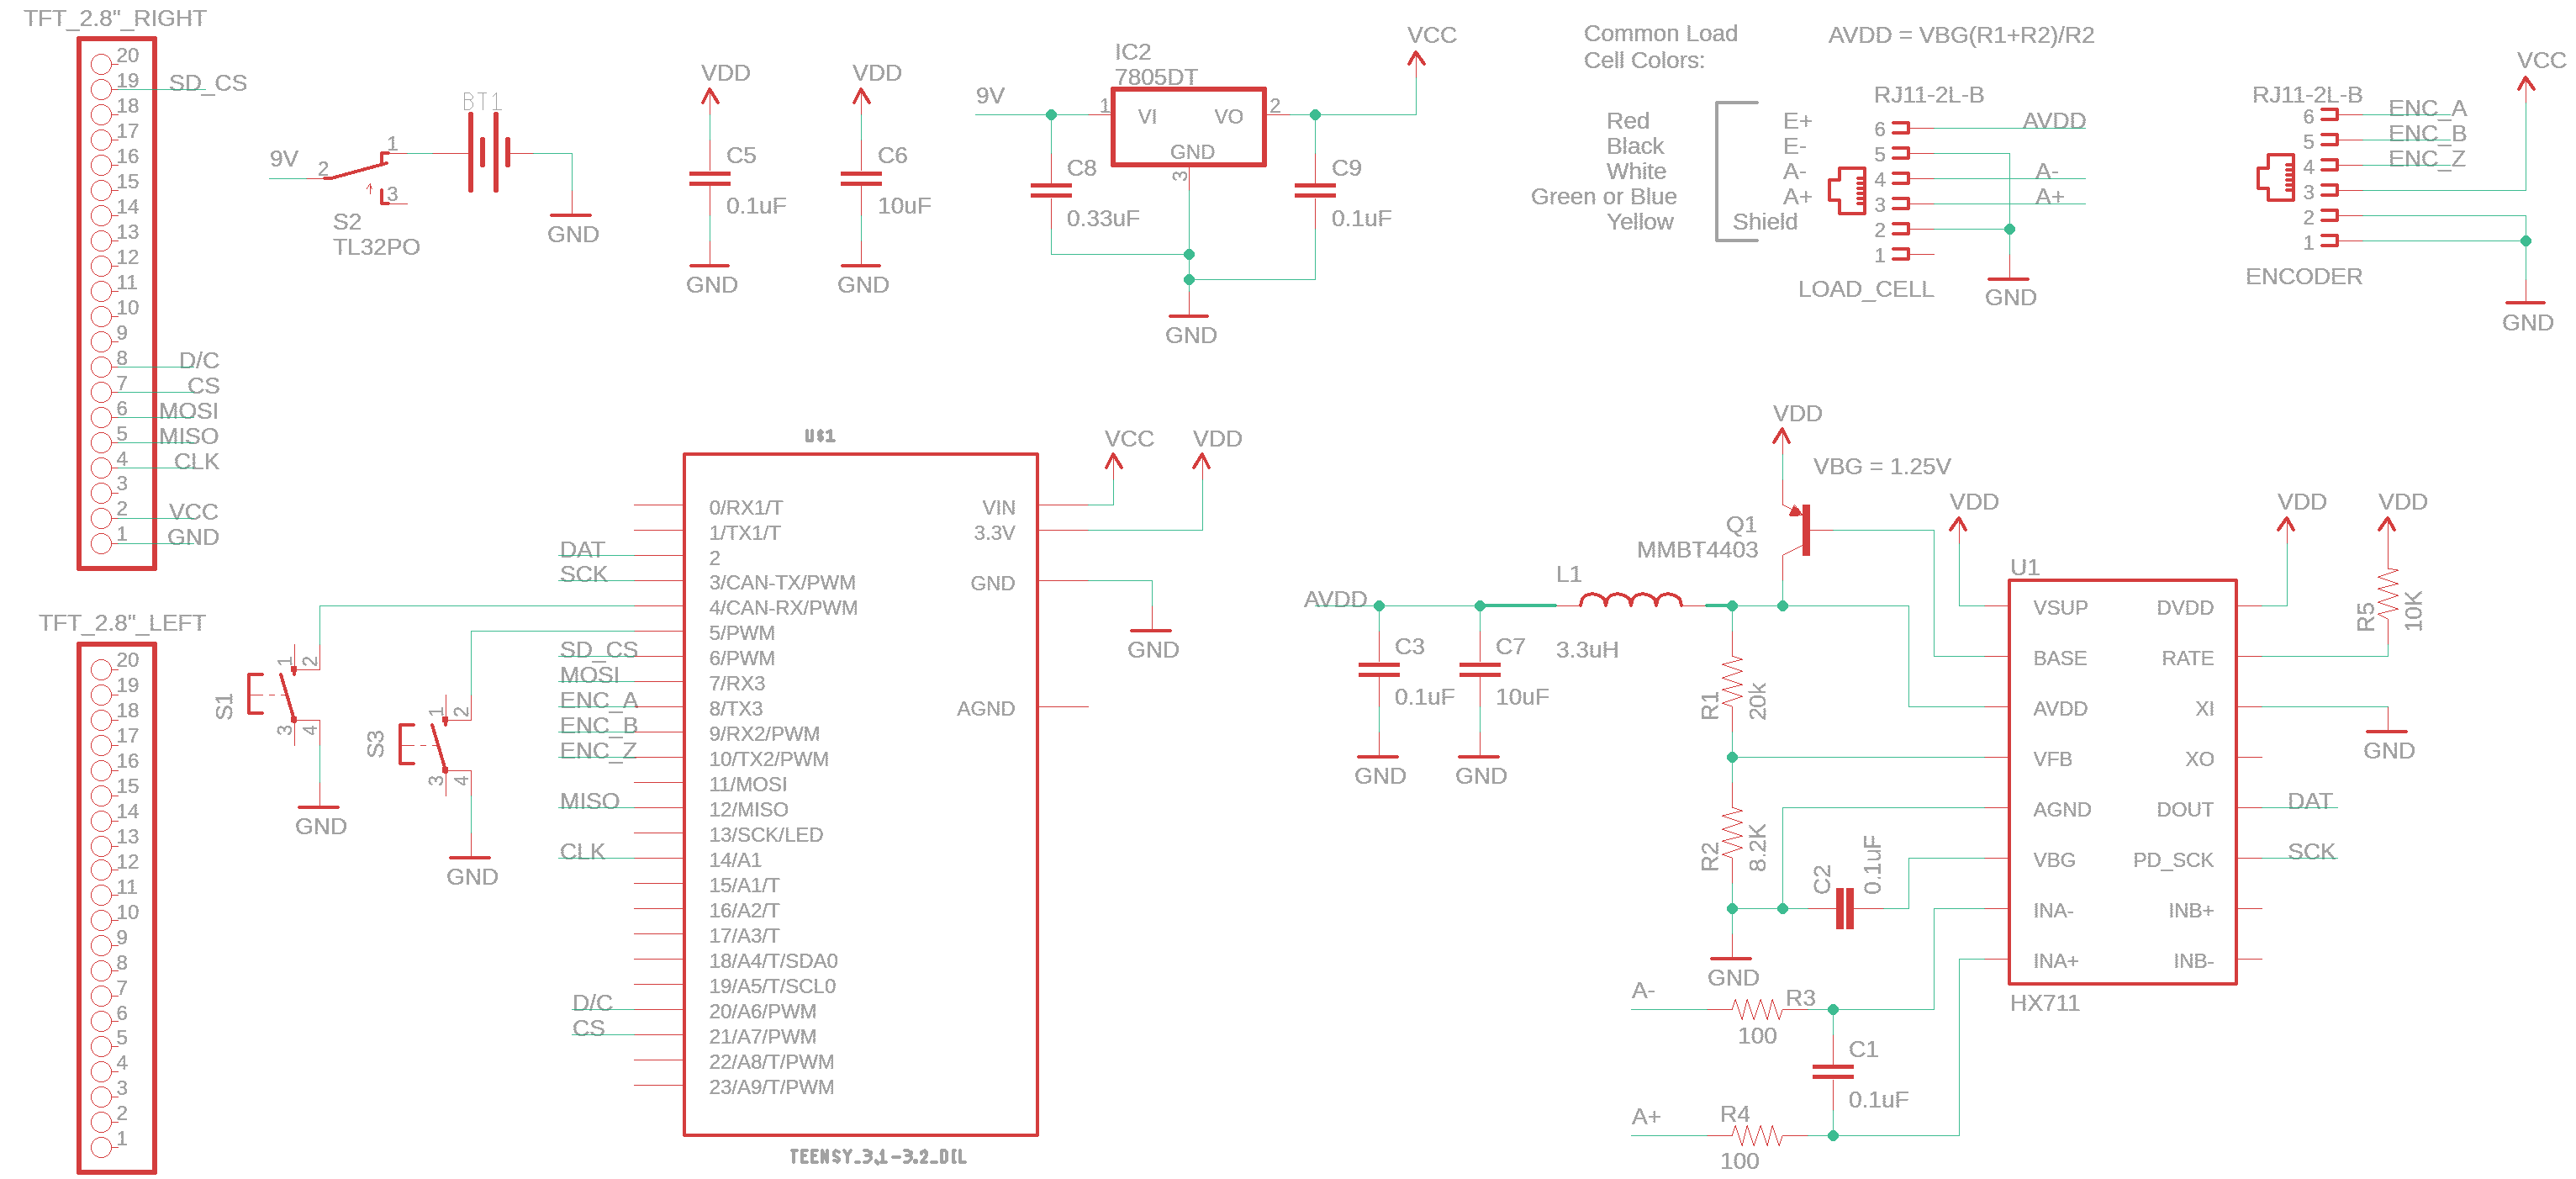 TFT_2.8"_RIGHT
20
19
SD_CS
18
17
16
15
14
13
12
11
10
9
8
D/C
7
CS
6
MOSI
5
MISO
4
CLK
3
2
VCC
1
GND
TFT_2.8"_LEFT
20
19
18
17
16
15
14
13
12
11
10
9
8
7
6
5
4
3
2
1
BT1
9V
2
1
3
S2
TL32PO
GND
VDD
C5
0.1uF
GND
VDD
C6
10uF
GND
IC2
7805DT
9V
1
VI
VO
2
GND
3
VCC
C8
0.33uF
C9
0.1uF
GND
Common Load
Cell Colors:
AVDD = VBG(R1+R2)/R2
Red
E+
Black
E-
White
A-
Green or Blue
A+
Yellow
Shield
RJ11-2L-B
6
AVDD
5
4
A-
3
A+
2
1
LOAD_CELL
GND
VCC
RJ11-2L-B
6
ENC_A
5
ENC_B
4
ENC_Z
3
2
1
ENCODER
GND
S1
1
2
3
4
GND
S3
1
2
3
4
GND
U$1
VCC
VDD
0/RX1/T
1/TX1/T
DAT
2
SCK
3/CAN-TX/PWM
4/CAN-RX/PWM
5/PWM
SD_CS
6/PWM
MOSI
7/RX3
ENC_A
8/TX3
ENC_B
9/RX2/PWM
ENC_Z
10/TX2/PWM
11/MOSI
MISO
12/MISO
13/SCK/LED
CLK
14/A1
15/A1/T
16/A2/T
17/A3/T
18/A4/T/SDA0
19/A5/T/SCL0
D/C
20/A6/PWM
CS
21/A7/PWM
22/A8/T/PWM
23/A9/T/PWM
VIN
3.3V
GND
AGND
GND
TEENSY_3.1-3.2_DIL
VDD
VBG = 1.25V
Q1
MMBT4403
L1
3.3uH
AVDD
C3
0.1uF
GND
C7
10uF
GND
R1
20k
R2
8.2K
GND
C2
0.1uF
A-
R3
100
C1
0.1uF
A+
R4
100
VDD
U1
VSUP
BASE
AVDD
VFB
AGND
VBG
INA-
INA+
DVDD
RATE
XI
XO
DOUT
PD_SCK
INB+
INB-
HX711
VDD
VDD
R5
10K
GND
DAT
SCK